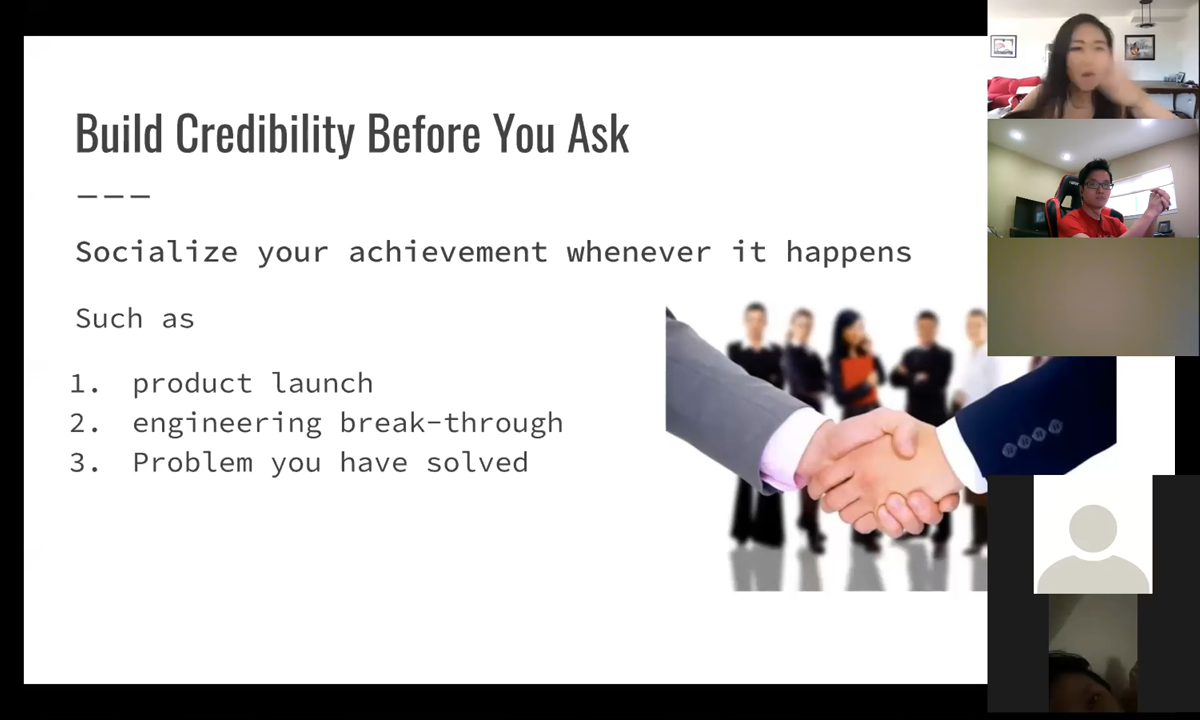 Build Credibility Before You Ask
———
Socialize your achievement whenever it happens
Such as
1. product launch
2. engineering break-through
3. Problem you have solved